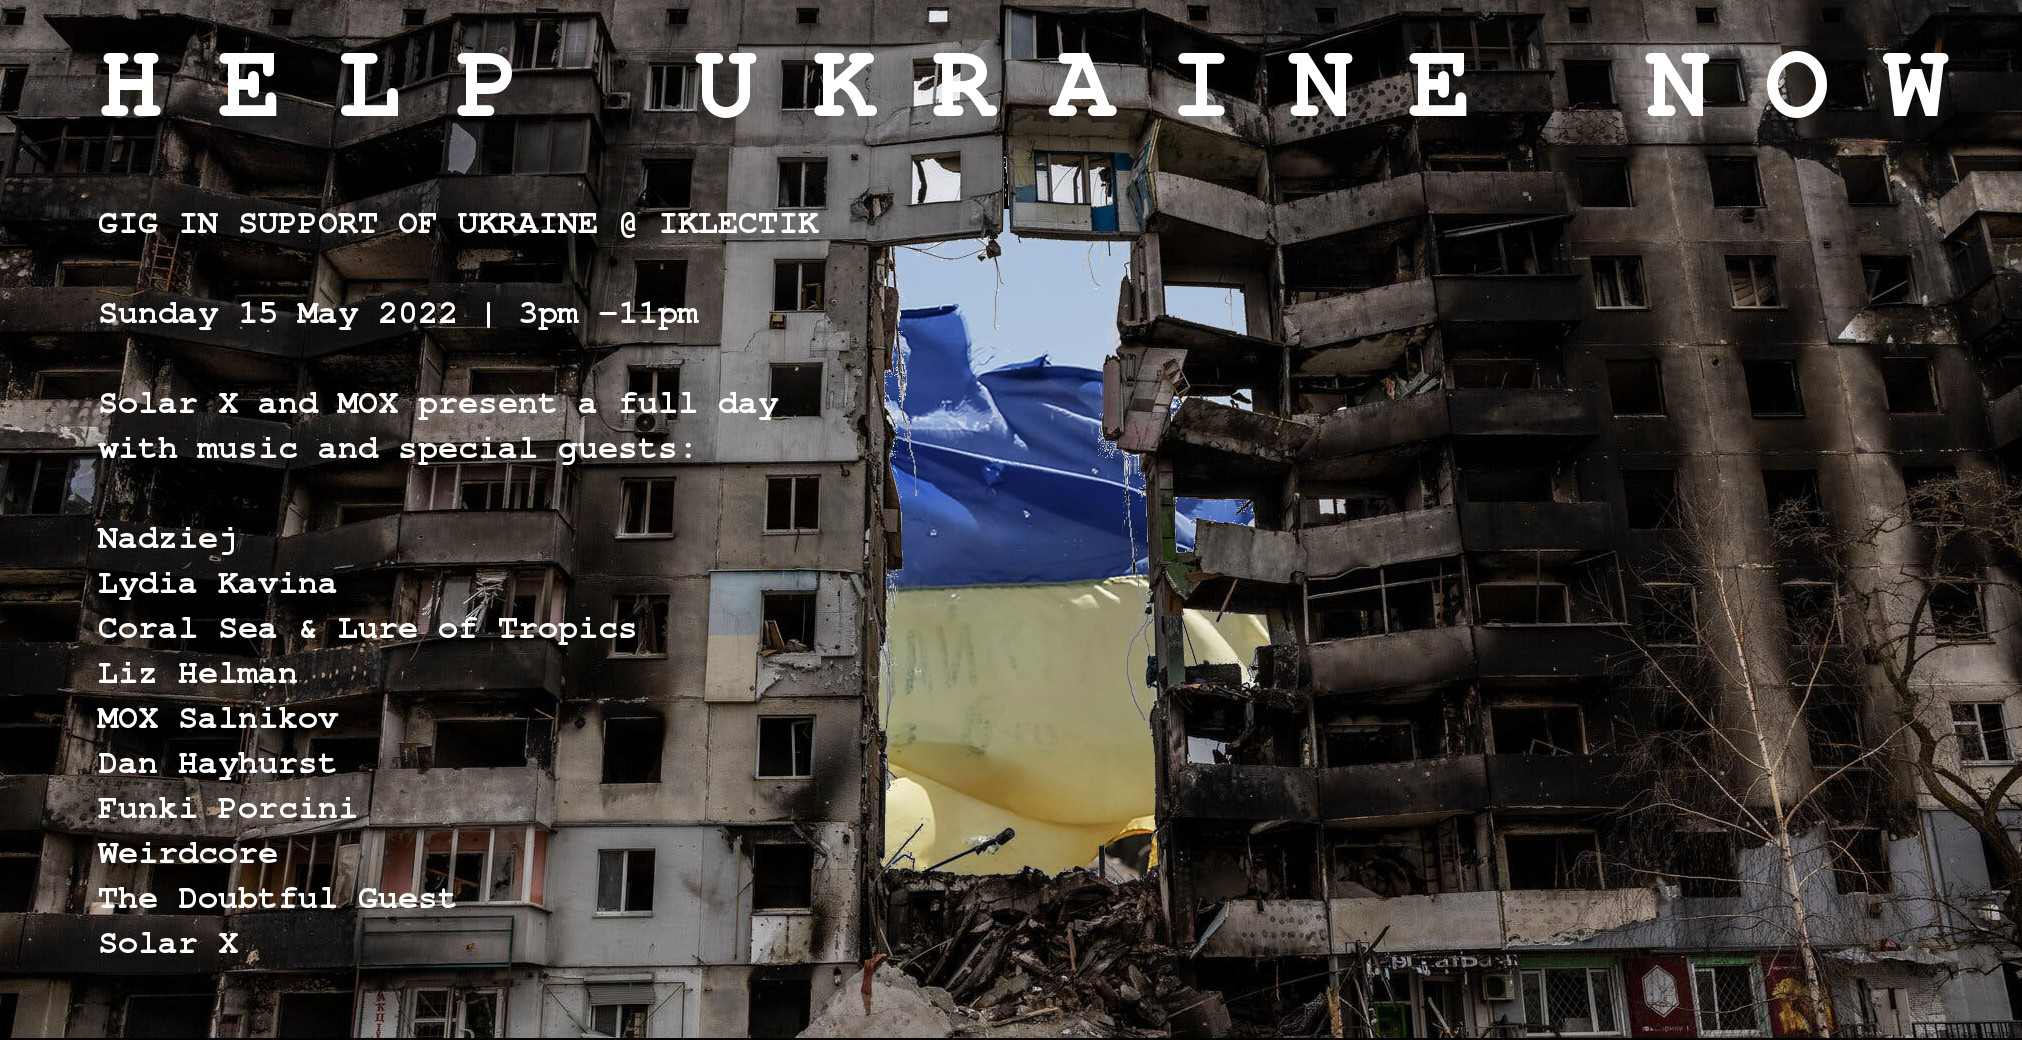 HELP UKRAINE NOW
GIG IN SUPPORT OF UKRAINE @ IKLECTIK
Sunday 15 May 2022 | 3pm –11pm
Solar X and MOX present a full day
with music and special guests:
Nadziej
Lydia Kavina
Coral Sea & Lure of Tropics
Liz Helman
MOX Salnikov
Dan Hayhurst
Funki Porcini
Weirdcore
The Doubtful Guest
Solar X